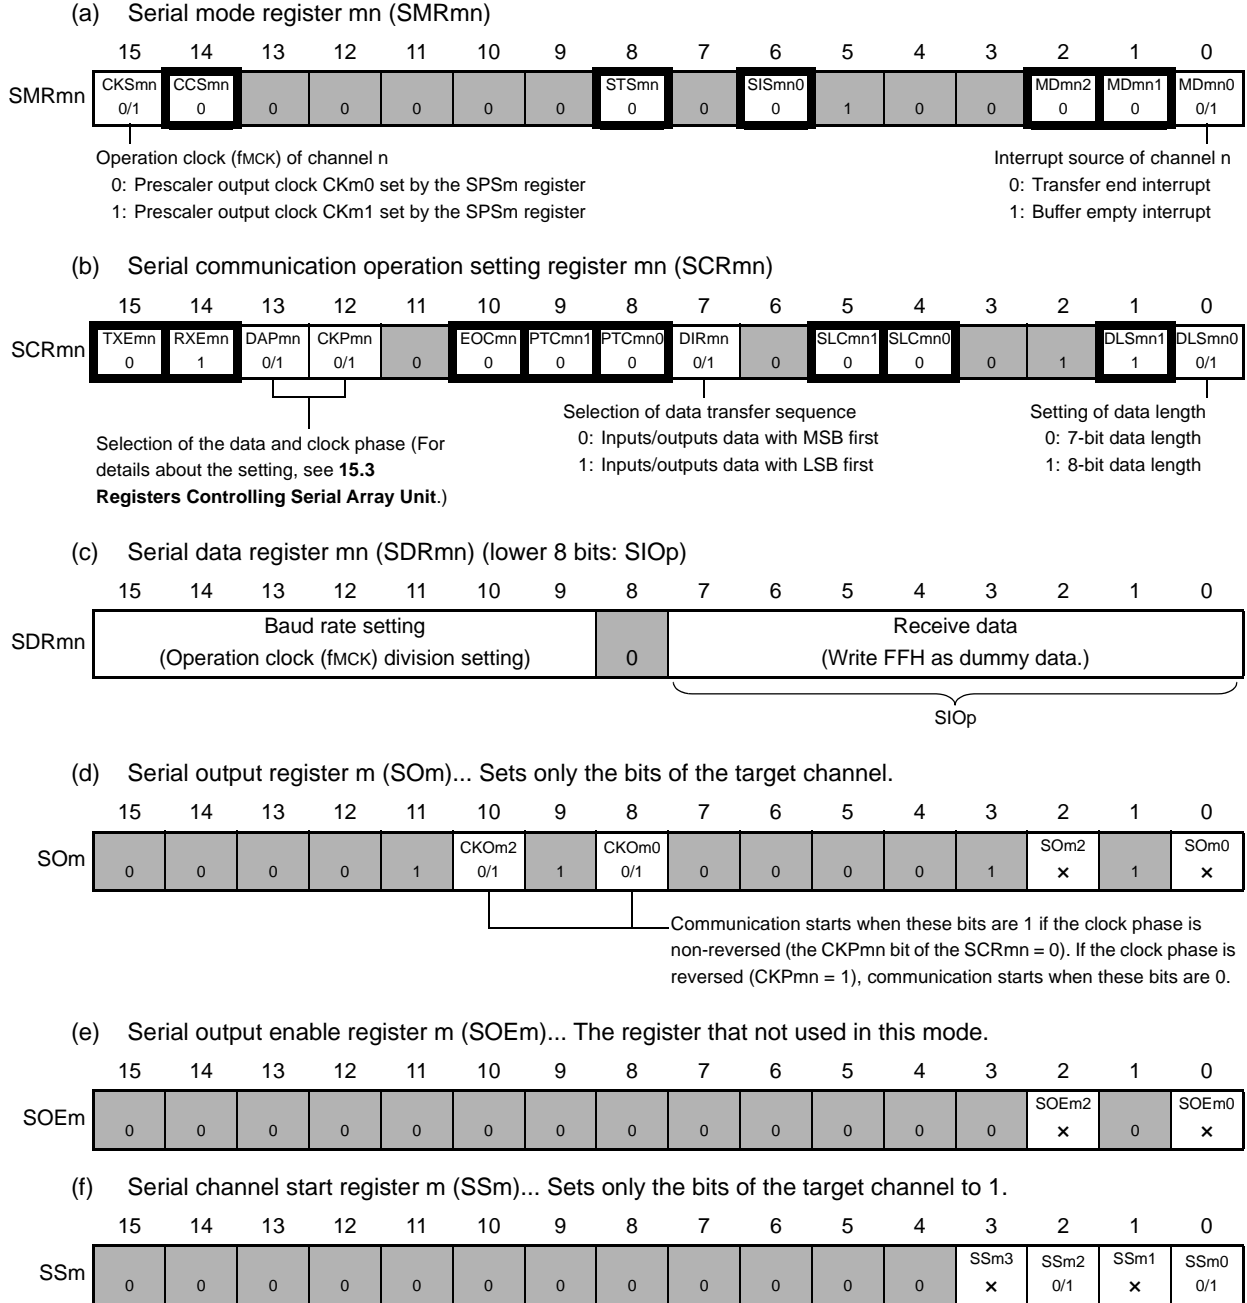 (a) Serial mode register mn (SMRmn)
15 14 13 12 11 10 9 8 7 6 5 4 3 2 1 0
SMRmn
CKSmn CCSmn STSmn SISmn0 MDmn2 MDmn1 MDmn0
0/1 0 0 0 0 0 0 0 0 0 1 0 0 0 0 0/1
Operation clock (fMCK) of channel n
0: Prescaler output clock CKm0 set by the SPSm register
1: Prescaler output clock CKm1 set by the SPSm register
Interrupt source of channel n
0: Transfer end interrupt
1: Buffer empty interrupt
(b) Serial communication operation setting register mn (SCRmn)
15 14 13 12 11 10 9 8 7 6 5 4 3 2 1 0
SCRmn
TXEmn RXEmn DAPmn CKPmn EOCmn PTCmn1 PTCmn0 DIRmn SLCmn1 SLCmn0 DLSmn1 DLSmn0
0 1 0/1 0/1 0 0 0 0 0/1 0 0 0 0 1 1 0/1
Selection of the data and clock phase (For
details about the setting, see 15.3
Registers Controlling Serial Array Unit.)
Selection of data transfer sequence
0: Inputs/outputs data with MSB first
1: Inputs/outputs data with LSB first
Setting of data length
0: 7-bit data length
1: 8-bit data length
(c) Serial data register mn (SDRmn) (lower 8 bits: SIOp)
15 14 13 12 11 10 9 8 7 6 5 4 3 2 1 0
SDRmn
Baud rate setting
(Operation clock (fMCK) division setting)
0
Receive data
(Write FFH as dummy data.)
SIOp
(d) Serial output register m (SOm)... Sets only the bits of the target channel.
15 14 13 12 11 10 9 8 7 6 5 4 3 2 1 0
SOm
CKOm2 CKOm0 SOm2 SOm0
0 0 0 0 1 0/1 1 0/1 0 0 0 0 1 × 1 ×
Communication starts when these bits are 1 if the clock phase is
non-reversed (the CKPmn bit of the SCRmn = 0). If the clock phase is
reversed (CKPmn = 1), communication starts when these bits are 0.
(e) Serial output enable register m (SOEm)... The register that not used in this mode.
15 14 13 12 11 10 9 8 7 6 5 4 3 2 1 0
SOEm
SOEm2 SOEm0
0 0 0 0 0 0 0 0 0 0 0 0 0 × 0 ×
(f) Serial channel start register m (SSm)... Sets only the bits of the target channel to 1.
15 14 13 12 11 10 9 8 7 6 5 4 3 2 1 0
SSm
SSm3 SSm2 SSm1 SSm0
0 0 0 0 0 0 0 0 0 0 0 0 × 0/1 × 0/1